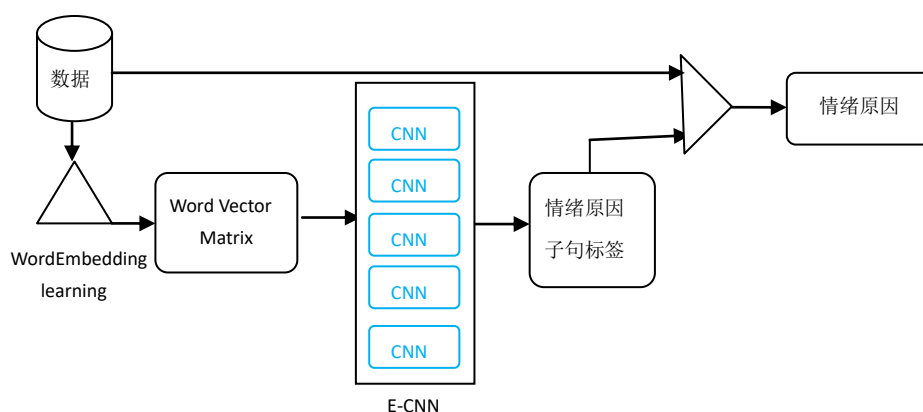 数据
WordEmbedding
learning
Word Vector
Matrix
CNN
CNN
CNN
CNN
CNN
E-CNN
情绪原因
子句标签
情绪原因